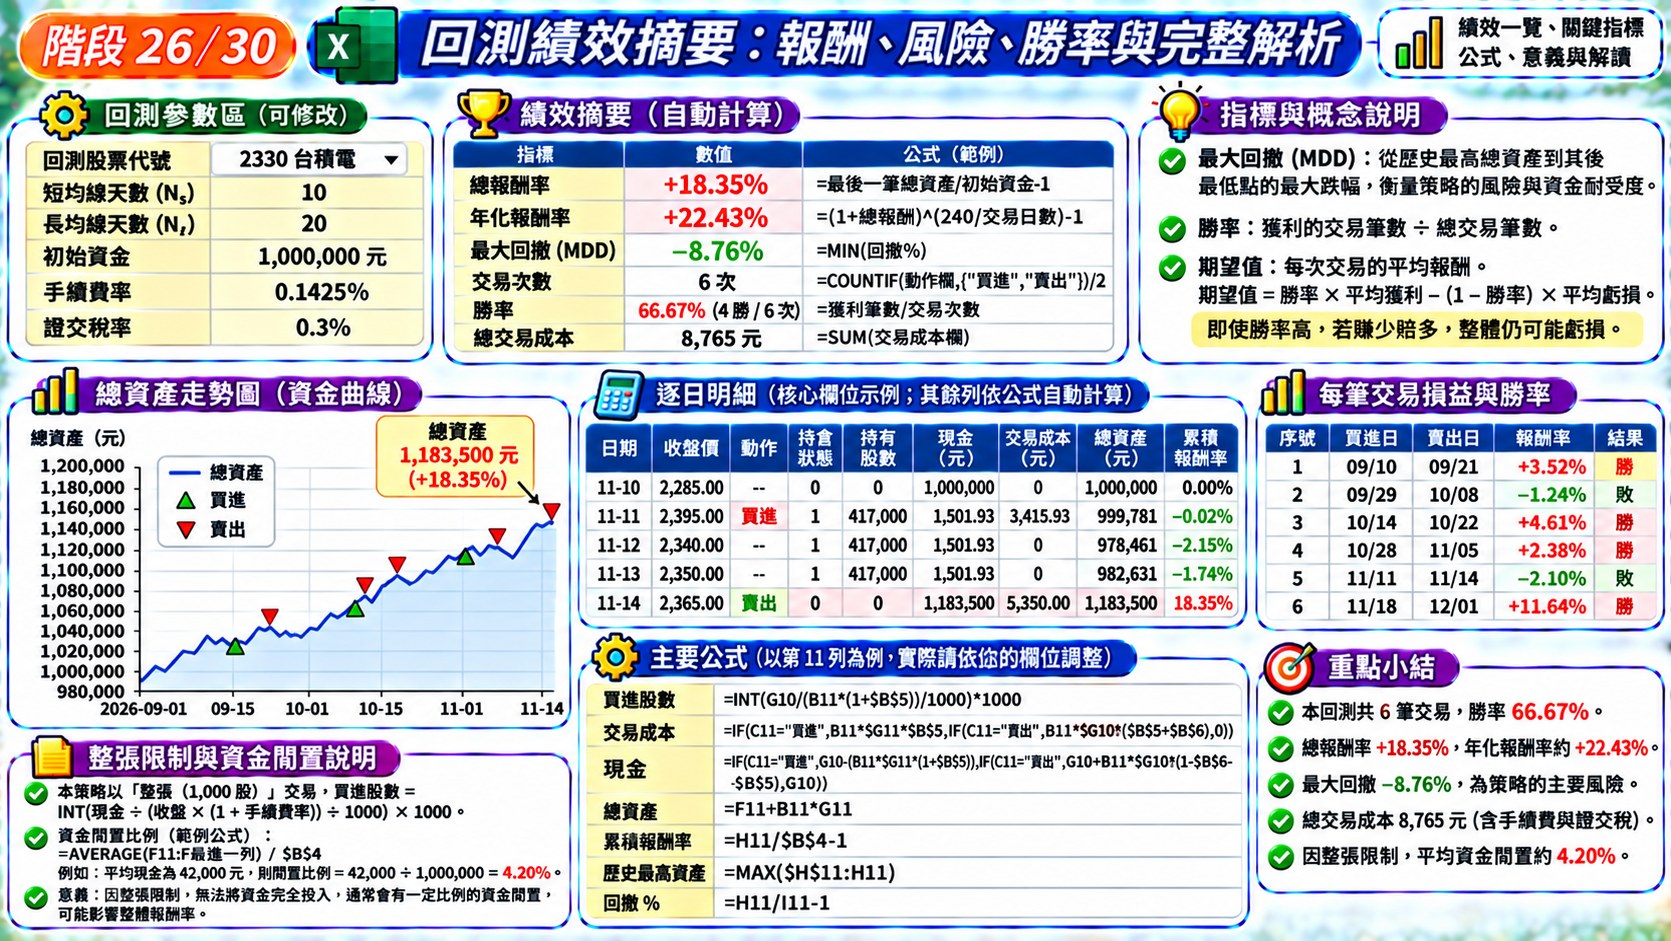 階段 26/30
X
回測績效摘要：報酬、風險、勝率與完整解析
績效一覽、關鍵指標
公式、意義與解讀
回測參數區（可修改）
回測股票代號 2330 台積電
短均線天數 (Ns) 10
長均線天數 (Nℓ) 20
初始資金 1,000,000 元
手續費率 0.1425%
證交稅率 0.3%
績效摘要（自動計算）
指標 數值 公式（範例）
總報酬率 +18.35% =最後一筆總資產/初始資金-1
年化報酬率 +22.43% =(1+總報酬)^(240/交易日數)-1
最大回撤 (MDD) −8.76% =MIN(回撤%)
交易次數 6 次 =COUNTIF(動作欄,{"買進","賣出"})/2
勝率 66.67% (4 勝 / 6 次) =獲利筆數/交易次數
總交易成本 8,765 元 =SUM(交易成本欄)
指標與概念說明
最大回撤 (MDD)：從歷史最高總資產到其後
最低點的最大跌幅，衡量策略的風險與資金耐受度。
勝率：獲利的交易筆數 ÷ 總交易筆數。
期望值：每次交易的平均報酬。
期望值 = 勝率 × 平均獲利 − (1 − 勝率) × 平均虧損。
即使勝率高，若賺少賠多，整體仍可能虧損。
總資產走勢圖（資金曲線）
總資產（元）
總資產
1,183,500 元
(+18.35%)
總資產
買進
賣出
1,200,000
1,180,000
1,160,000
1,140,000
1,120,000
1,100,000
1,080,000
1,060,000
1,040,000
1,020,000
1,000,000
980,000
2026-09-01 09-15 10-01 10-15 11-01 11-14
逐日明細（核心欄位示例；其餘列依公式自動計算）
日期 收盤價 動作 持倉狀態 持有股數 現金（元） 交易成本（元） 總資產（元） 累積報酬率
11-10 2,285.00 -- 0 0 1,000,000 0 1,000,000 0.00%
11-11 2,395.00 買進 1 417,000 1,501.93 3,415.93 999,781 −0.02%
11-12 2,340.00 -- 1 417,000 1,501.93 0 978,461 −2.15%
11-13 2,350.00 -- 1 417,000 1,501.93 0 982,631 −1.74%
11-14 2,365.00 賣出 0 0 1,183,500 5,350.00 1,183,500 18.35%
每筆交易損益與勝率
序號 買進日 賣出日 報酬率 結果
1 09/10 09/21 +3.52% 勝
2 09/29 10/08 −1.24% 敗
3 10/14 10/22 +4.61% 勝
4 10/28 11/05 +2.38% 勝
5 11/11 11/14 −2.10% 敗
6 11/18 12/01 +11.64% 勝
整張限制與資金閒置說明
本策略以「整張（1,000 股）」交易，買進股數 =
INT(現金 ÷ (收盤 × (1 + 手續費率)) ÷ 1000) × 1000。
資金閒置比例（範例公式）：
=AVERAGE(F11:F最進一列) / $B$4
例如：平均現金為 42,000 元，則閒置比例 = 42,000 ÷ 1,000,000 = 4.20%。
意義：因整張限制，無法將資金完全投入，通常會有一定比例的資金閒置，
可能影響整體報酬率。
主要公式（以第 11 列為例，實際請依你的欄位調整）
買進股數 =INT(G10/(B11*(1+$B$5))/1000)*1000
交易成本 =IF(C11="買進",B11*$G11*$B$5,IF(C11="賣出",B11*$G10*($B$5+$B$6),0))
現金 =IF(C11="買進",G10-(B11*$G11*(1+$B$5)),IF(C11="賣出",G10+B11*$G10*(1-$B$6-
-$B$5),G10))
總資產 =F11+B11*G11
累積報酬率 =H11/$B$4-1
歷史最高資產 =MAX($H$11:H11)
回撤 % =H11/I11-1
重點小結
本回測共 6 筆交易，勝率 66.67%。
總報酬率 +18.35%，年化報酬率約 +22.43%。
最大回撤 −8.76%，為策略的主要風險。
總交易成本 8,765 元 (含手續費與證交稅)。
因整張限制，平均資金閒置約 4.20%。